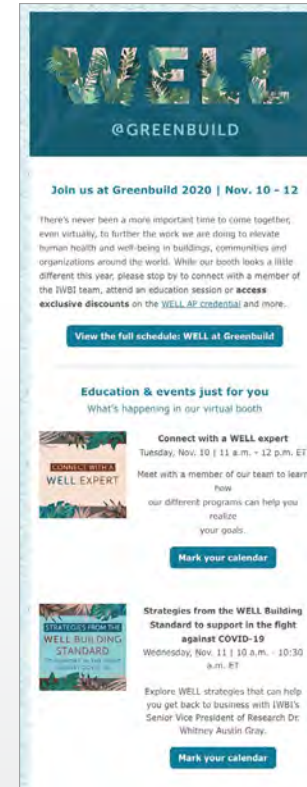 WELL
@GREENBUILD
Join us at Greenbuild 2020 | Nov. 10 - 12
There's never been a more important time to come together,
even virtually, to further the work we are doing to elevate
human health and well-being in buildings, communities and
organizations around the world. While our booth looks a little
different this year, please stop by to connect with a member of
the IWBI team, attend an education session or access
exclusive discounts on the WELL AP credential and more.
View the full schedule: WELL at Greenbuild
Education & events just for you
What's happening in our virtual booth
CONNECT WITH A
WELL EXPERT
Connect with a WELL expert
Tuesday, Nov. 10 | 11 a.m. - 12 p.m. ET
Meet with a member of our team to learn
how
our different programs can help you
realize
your goals.
Mark your calendar
STRATEGIES FROM THE
WELL BUILDING
STANDARD
TO SUPPORT IN THE FIGHT
AGAINST COVID-19
Strategies from the WELL Building
Standard to support in the fight
against COVID-19
Wednesday, Nov. 11 | 10 a.m. - 10:30
a.m. ET
Explore WELL strategies that can help
you get back to business with IWBI's
Senior Vice President of Research Dr.
Whitney Austin Gray.
Mark your calendar